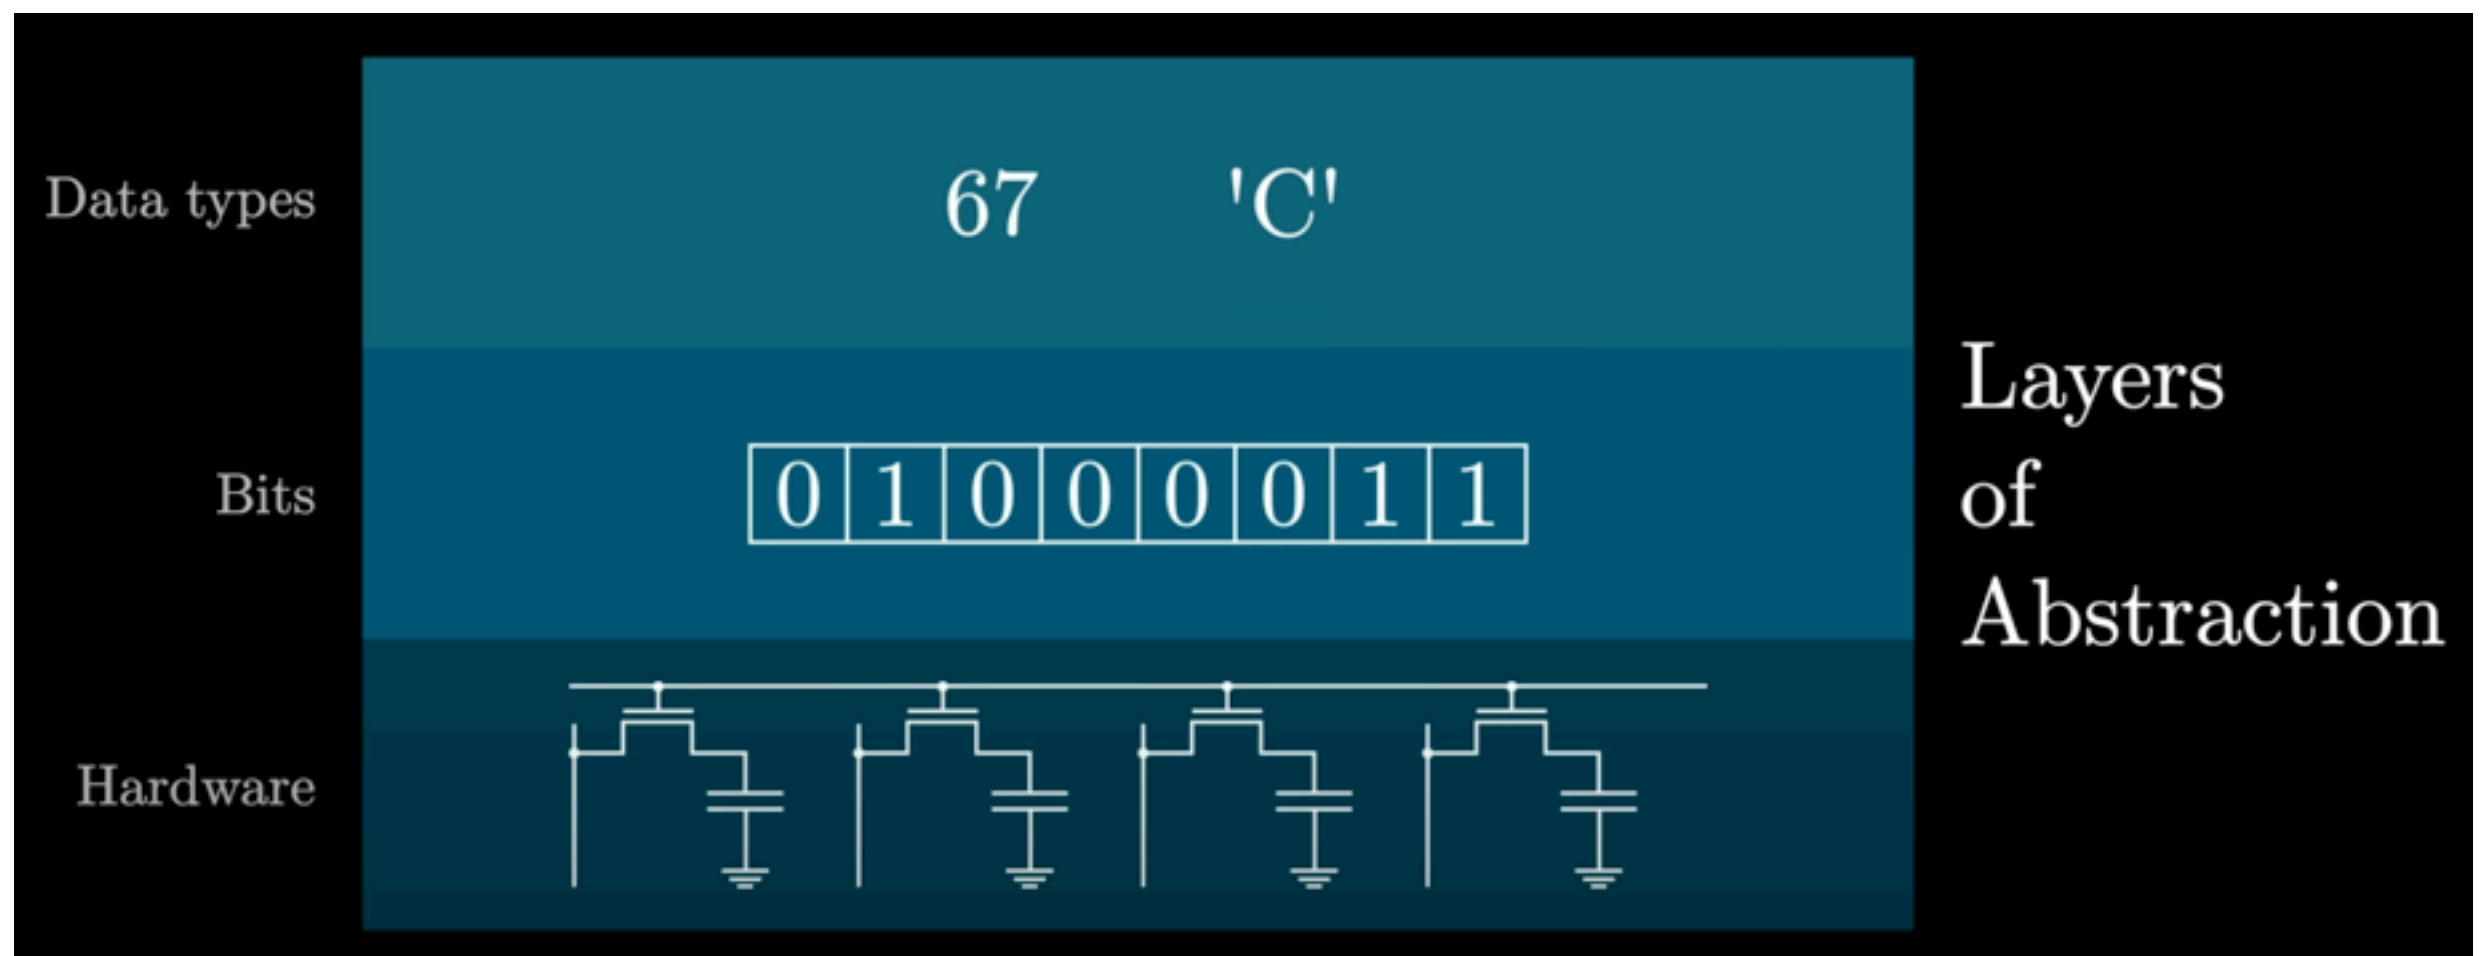 Data types
67 'C'
Bits
0 1 0 0 0 0 1 1
Hardware
Layers
of
Abstraction